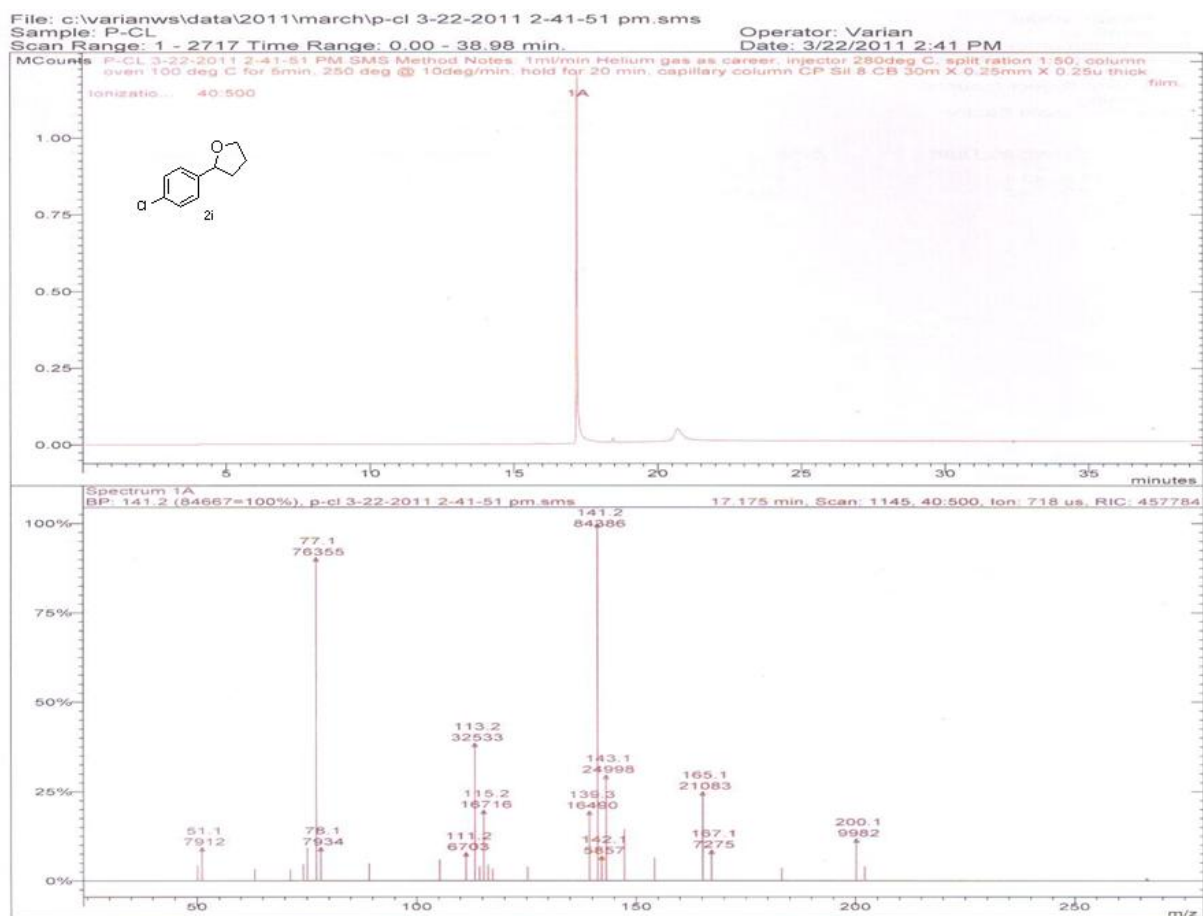 File: c:\varianws\data\2011\march\p-cl 3-22-2011 2-41-51 pm.sms
Sample: P-CL
Operator: Varian
Scan Range: 1 - 2717 Time Range: 0.00 - 38.98 min.
Date: 3/22/2011 2:41 PM
MCounts
P-CL 3-22-2011 2-41-51 PM.SMS Method Notes: 1ml/min Helium gas as career, injector 280deg C, split ration 1:50, column
oven 100 deg C for 5min, 250 deg @ 10deg/min, hold for 20 min, capillary column CP Sil 8 CB 30m X 0.25mm X 0.25u thick
film.
Ionizatio... 40:500
1A
1.00
O
Cl
2i
0.75
0.50
0.25
0.00
5 10 15 20 25 30 35
minutes
Spectrum 1A
BP: 141.2 (84667=100%), p-cl 3-22-2011 2-41-51 pm.sms
17.175 min, Scan: 1145, 40:500, Ion: 718 us, RIC: 457784
141.2
84386
100%
77.1
76355
75%
50%
113.2
32533
143.1
24998
165.1
21083
25%
115.2
16716
139.3
16490
200.1
9982
51.1
7912
78.1
7934
111.2
6703
142.1
5857
167.1
7275
0%
50 100 150 200 250
m/z